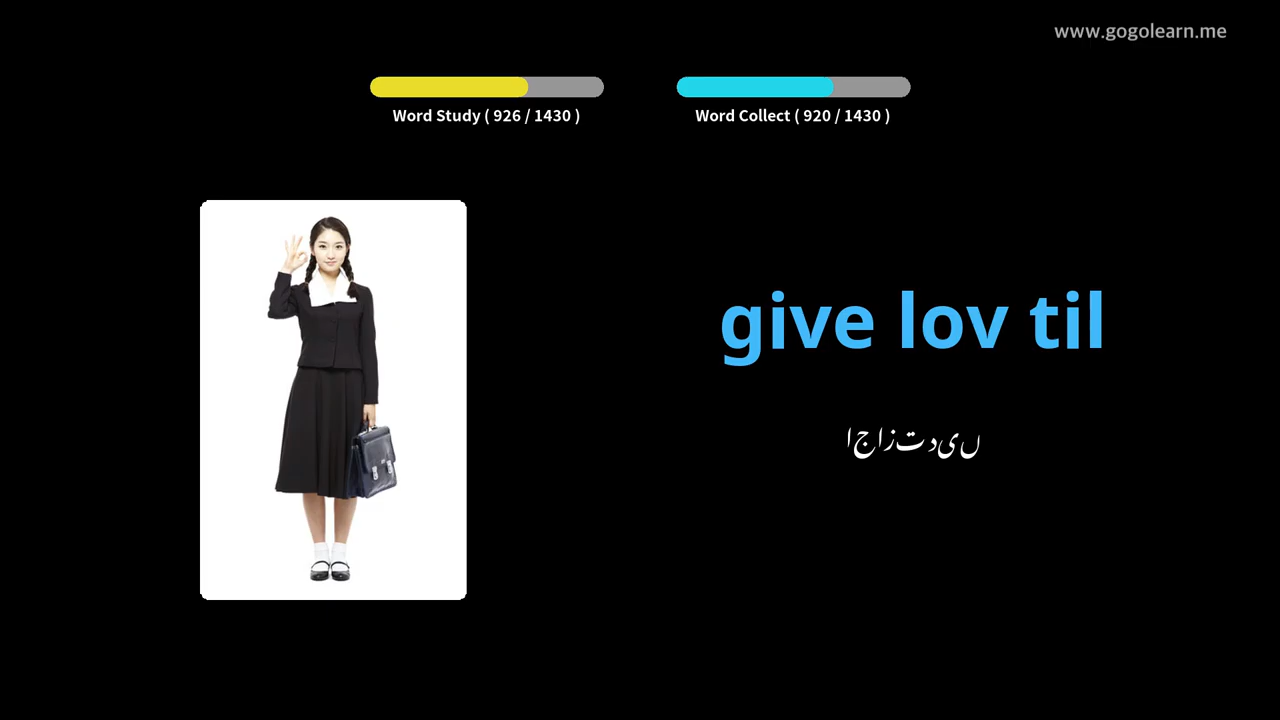 www.gogolearn.me
Word Study ( 926 / 1430 )
Word Collect ( 920 / 1430 )
give lov til
اجازت دیں